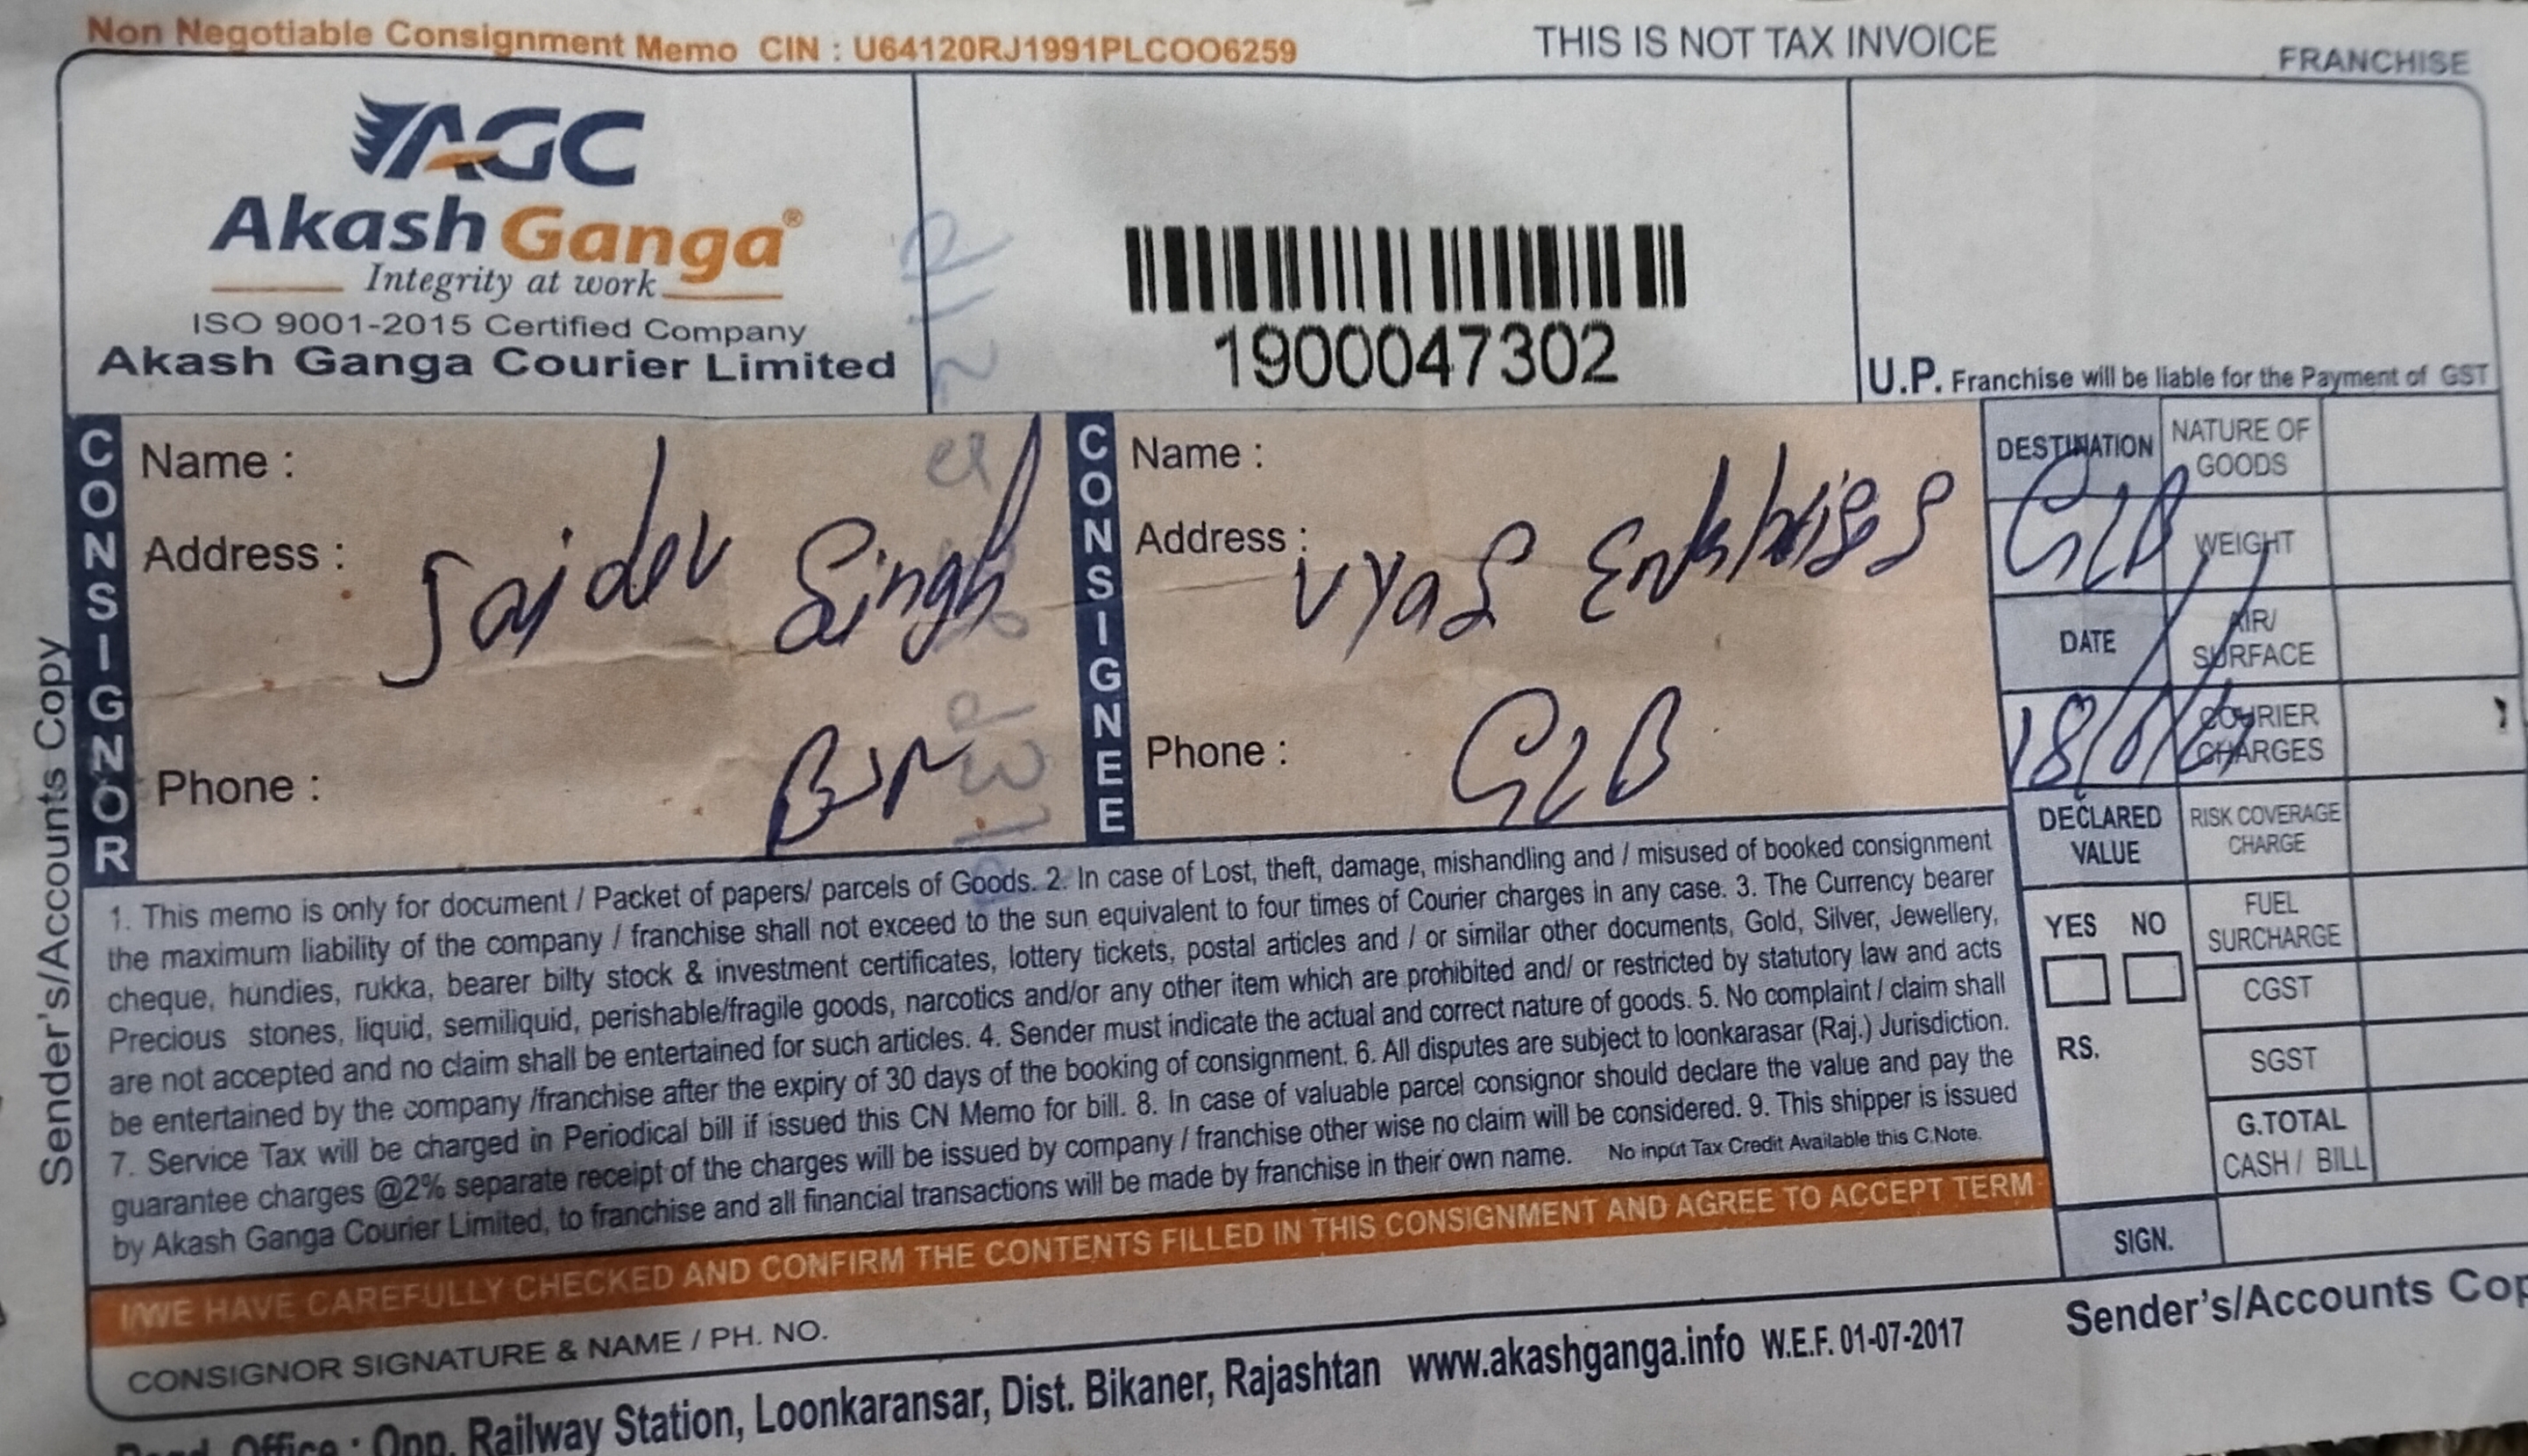 Non Negotiable Consignment Memo CIN : U64120RJ1991PLCOO6259
THIS IS NOT TAX INVOICE
FRANCHISE
AGC
Akash Ganga®
Integrity at work
ISO 9001-2015 Certified Company
Akash Ganga Courier Limited
1900047302
U.P. Franchise will be liable for the Payment of GST
Sender's/Accounts Copy
CONSIGNOR
Name :
Address :
Jaidev Singh
Phone :
CONSIGNEE
Name :
Address :
Vyas
Phone :
GLB
DESTINATION
GLB
DATE
DECLARED
VALUE
YES NO
RS.
SIGN.
NATURE OF
GOODS
WEIGHT
AIR/
SURFACE
COURIER
CHARGES
RISK COVERAGE
CHARGE
FUEL
SURCHARGE
CGST
SGST
G.TOTAL
CASH / BILL
1. This memo is only for document / Packet of papers/ parcels of Goods. 2. In case of Lost, theft, damage, mishandling and / misused of booked consignment
the maximum liability of the company / franchise shall not exceed to the sun equivalent to four times of Courier charges in any case. 3. The Currency bearer
cheque, hundies, rukka, bearer bilty stock & investment certificates, lottery tickets, postal articles and / or similar other documents, Gold, Silver, Jewellery,
Precious stones, liquid, semiliquid, perishable/fragile goods, narcotics and/or any other item which are prohibited and/ or restricted by statutory law and acts
are not accepted and no claim shall be entertained for such articles. 4. Sender must indicate the actual and correct nature of goods. 5. No complaint / claim shall
be entertained by the company /franchise after the expiry of 30 days of the booking of consignment. 6. All disputes are subject to loonkarasar (Raj.) Jurisdiction.
7. Service Tax will be charged in Periodical bill if issued this CN Memo for bill. 8. In case of valuable parcel consignor should declare the value and pay the
guarantee charges @2% separate receipt of the charges will be issued by company / franchise other wise no claim will be considered. 9. This shipper is issued
by Akash Ganga Courier Limited, to franchise and all financial transactions will be made by franchise in their own name. No input Tax Credit Available this C.Note.
I/WE HAVE CAREFULLY CHECKED AND CONFIRM THE CONTENTS FILLED IN THIS CONSIGNMENT AND AGREE TO ACCEPT TERM
CONSIGNOR SIGNATURE & NAME / PH. NO.
Sender's/Accounts Cop
Office : Opp. Railway Station, Loonkaransar, Dist. Bikaner, Rajashtan www.akashganga.info W.E.F. 01-07-2017